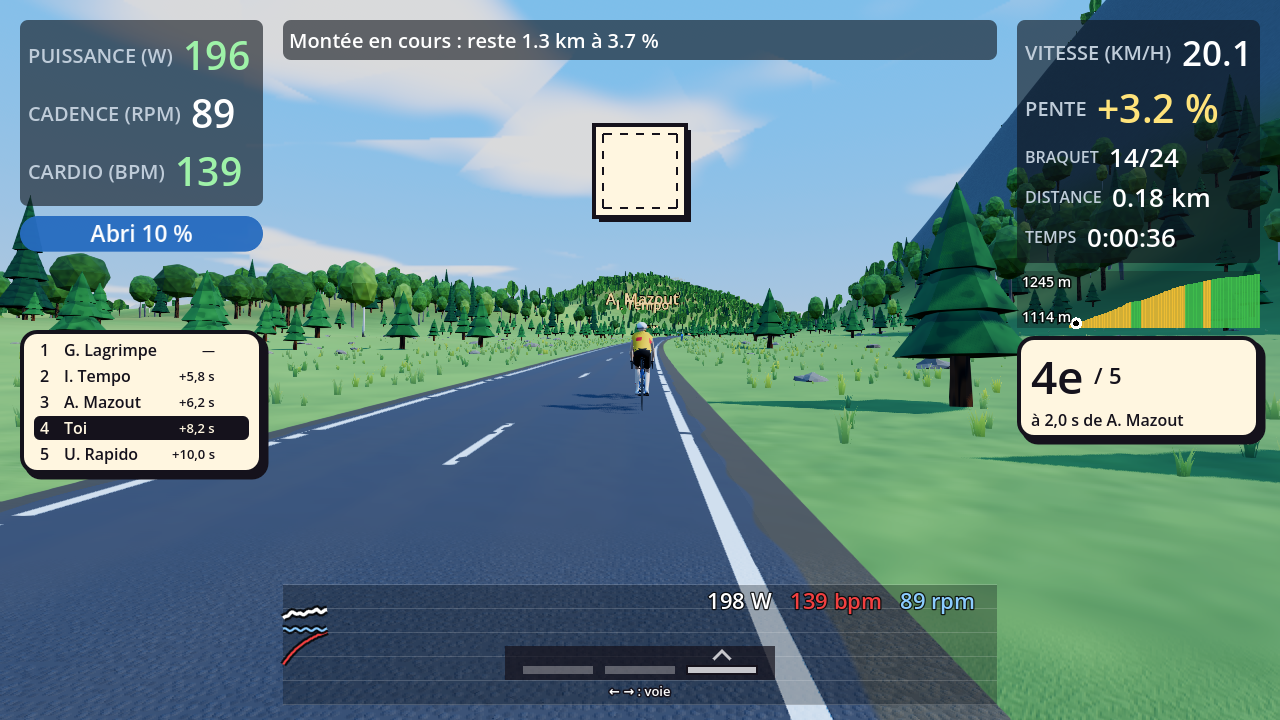 PUISSANCE (W) 196
CADENCE (RPM) 89
CARDIO (BPM) 139
Abri 10 %
Montée en cours : reste 1.3 km à 3.7 %
VITESSE (KM/H) 20.1
PENTE +3.2 %
BRAQUET 14/24
DISTANCE 0.18 km
TEMPS 0:00:36
1245 m
1114 m
A. Mazout
Tempo
1 G. Lagrimpe —
2 I. Tempo +5,8 s
3 A. Mazout +6,2 s
4 Toi +8,2 s
5 U. Rapido +10,0 s
4e / 5
à 2,0 s de A. Mazout
198 W 139 bpm 89 rpm
← → : voie